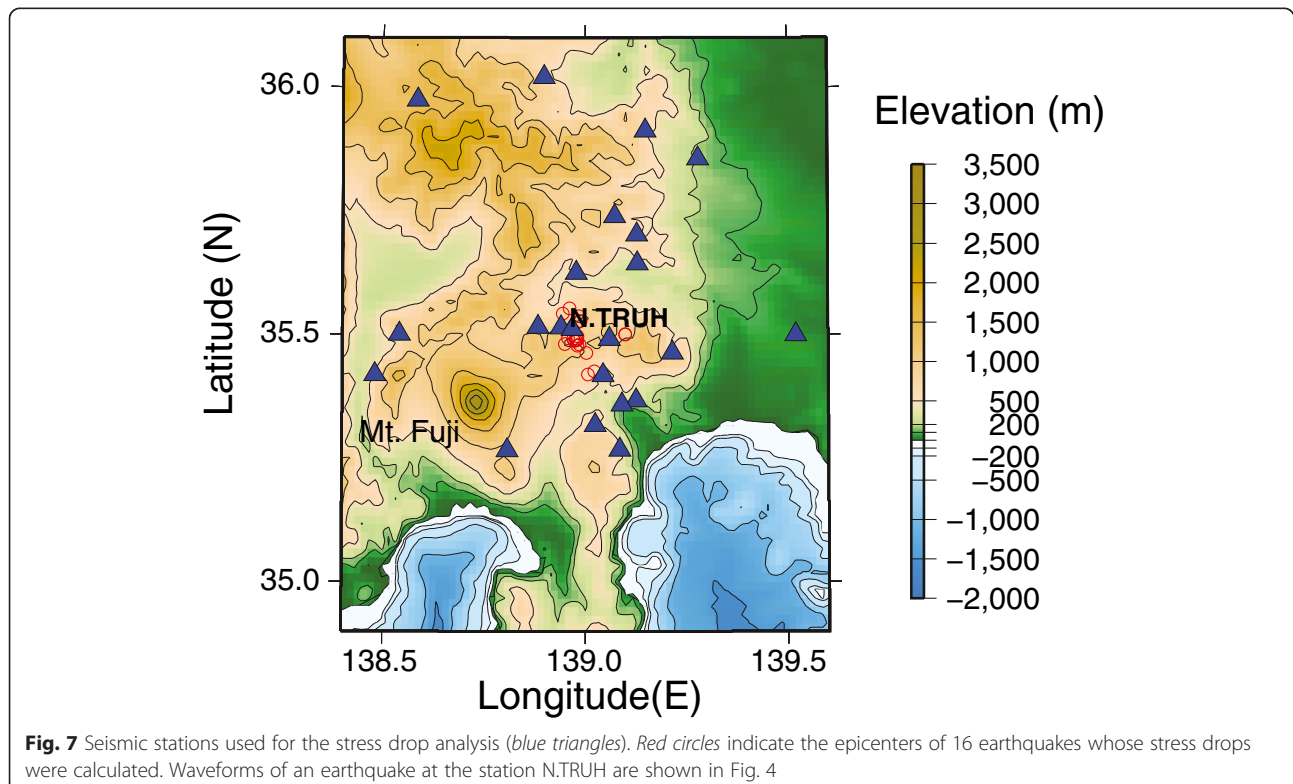 36.0
35.5
35.0
Latitude (N)
138.5
139.0
139.5
Longitude(E)
N.TRUH
Mt. Fuji
Elevation (m)
3,500
3,000
2,500
2,000
1,500
1,000
500
200
−200
−500
−1,000
−1,500
−2,000
Fig. 7 Seismic stations used for the stress drop analysis (blue triangles). Red circles indicate the epicenters of 16 earthquakes whose stress drops
were calculated. Waveforms of an earthquake at the station N.TRUH are shown in Fig. 4